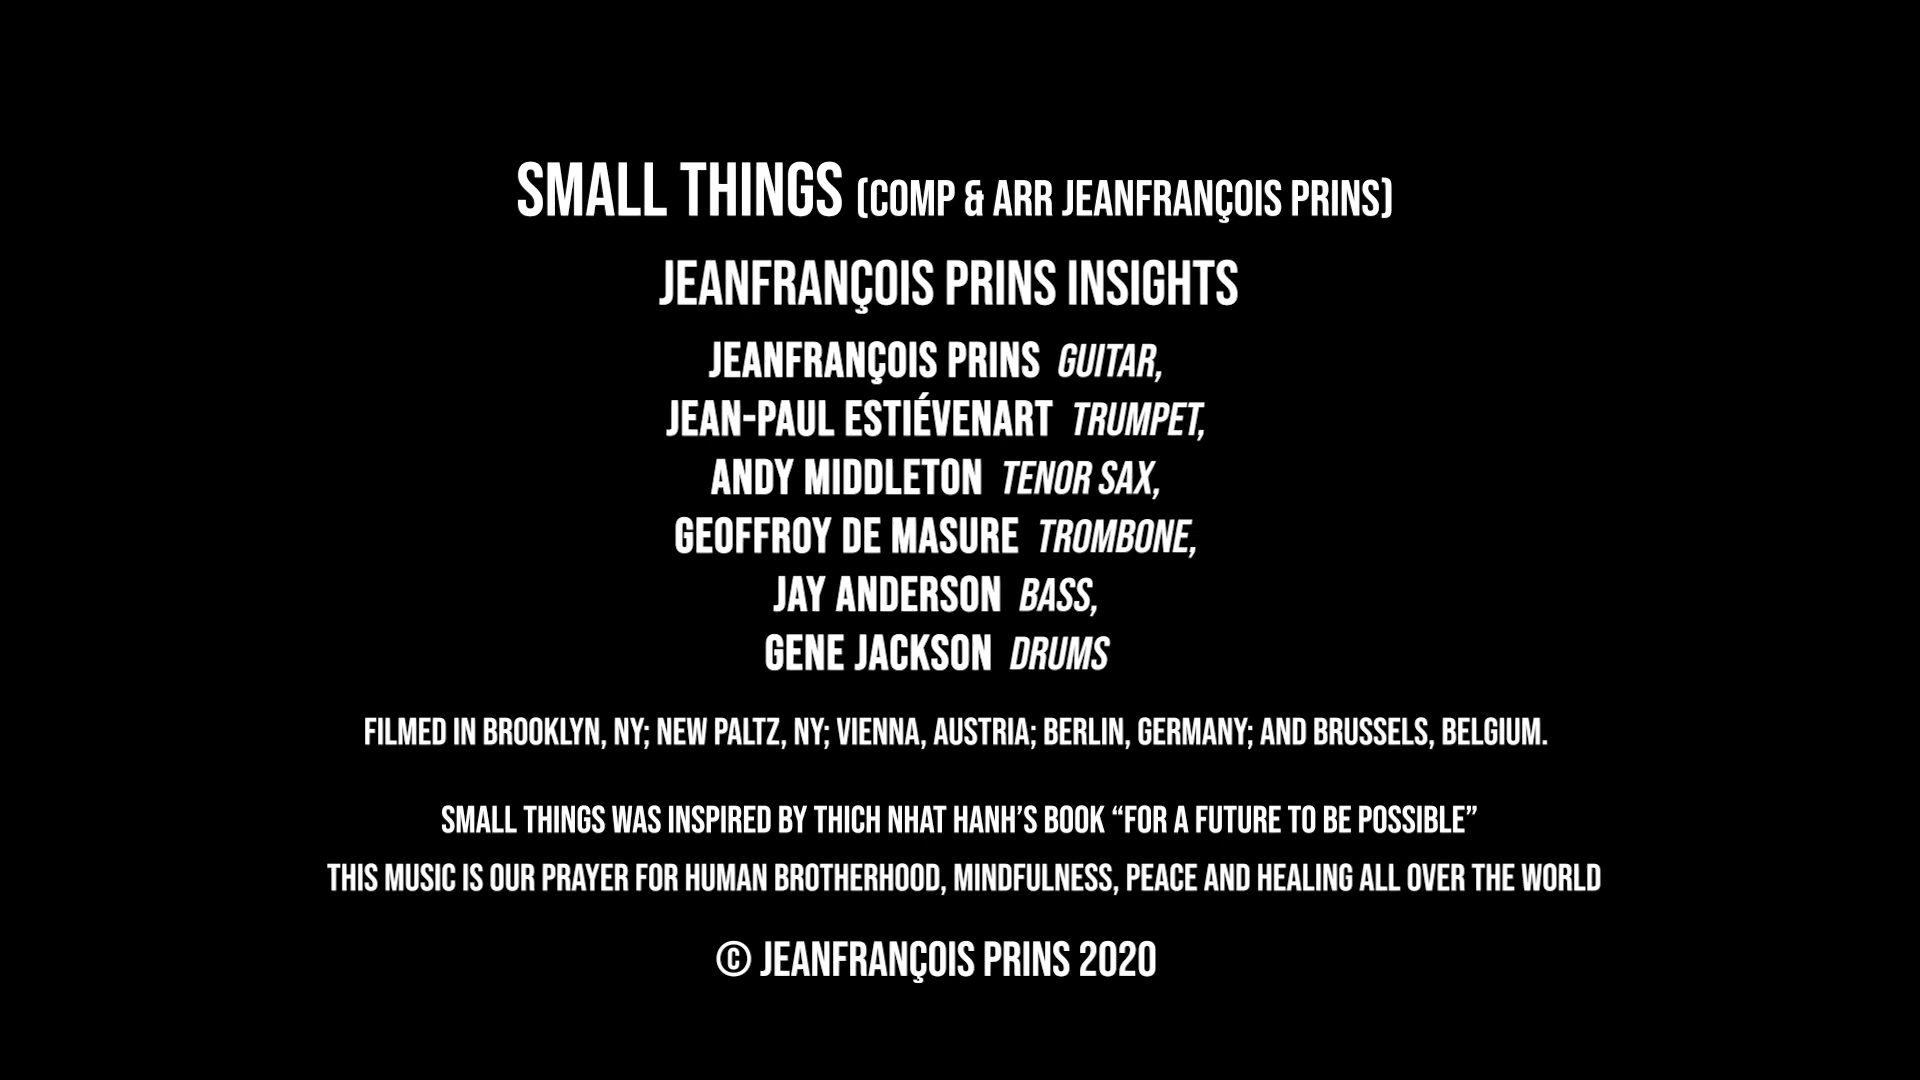 SMALL THINGS (COMP & ARR JEANFRANÇOIS PRINS)
JEANFRANÇOIS PRINS INSIGHTS
JEANFRANÇOIS PRINS GUITAR,
JEAN-PAUL ESTIÉVENART TRUMPET,
ANDY MIDDLETON TENOR SAX,
GEOFFROY DE MASURE TROMBONE,
JAY ANDERSON BASS,
GENE JACKSON DRUMS
FILMED IN BROOKLYN, NY; NEW PALTZ, NY; VIENNA, AUSTRIA; BERLIN, GERMANY; AND BRUSSELS, BELGIUM.
SMALL THINGS WAS INSPIRED BY THICH NHAT HANH’S BOOK “FOR A FUTURE TO BE POSSIBLE”
THIS MUSIC IS OUR PRAYER FOR HUMAN BROTHERHOOD, MINDFULNESS, PEACE AND HEALING ALL OVER THE WORLD
© JEANFRANÇOIS PRINS 2020